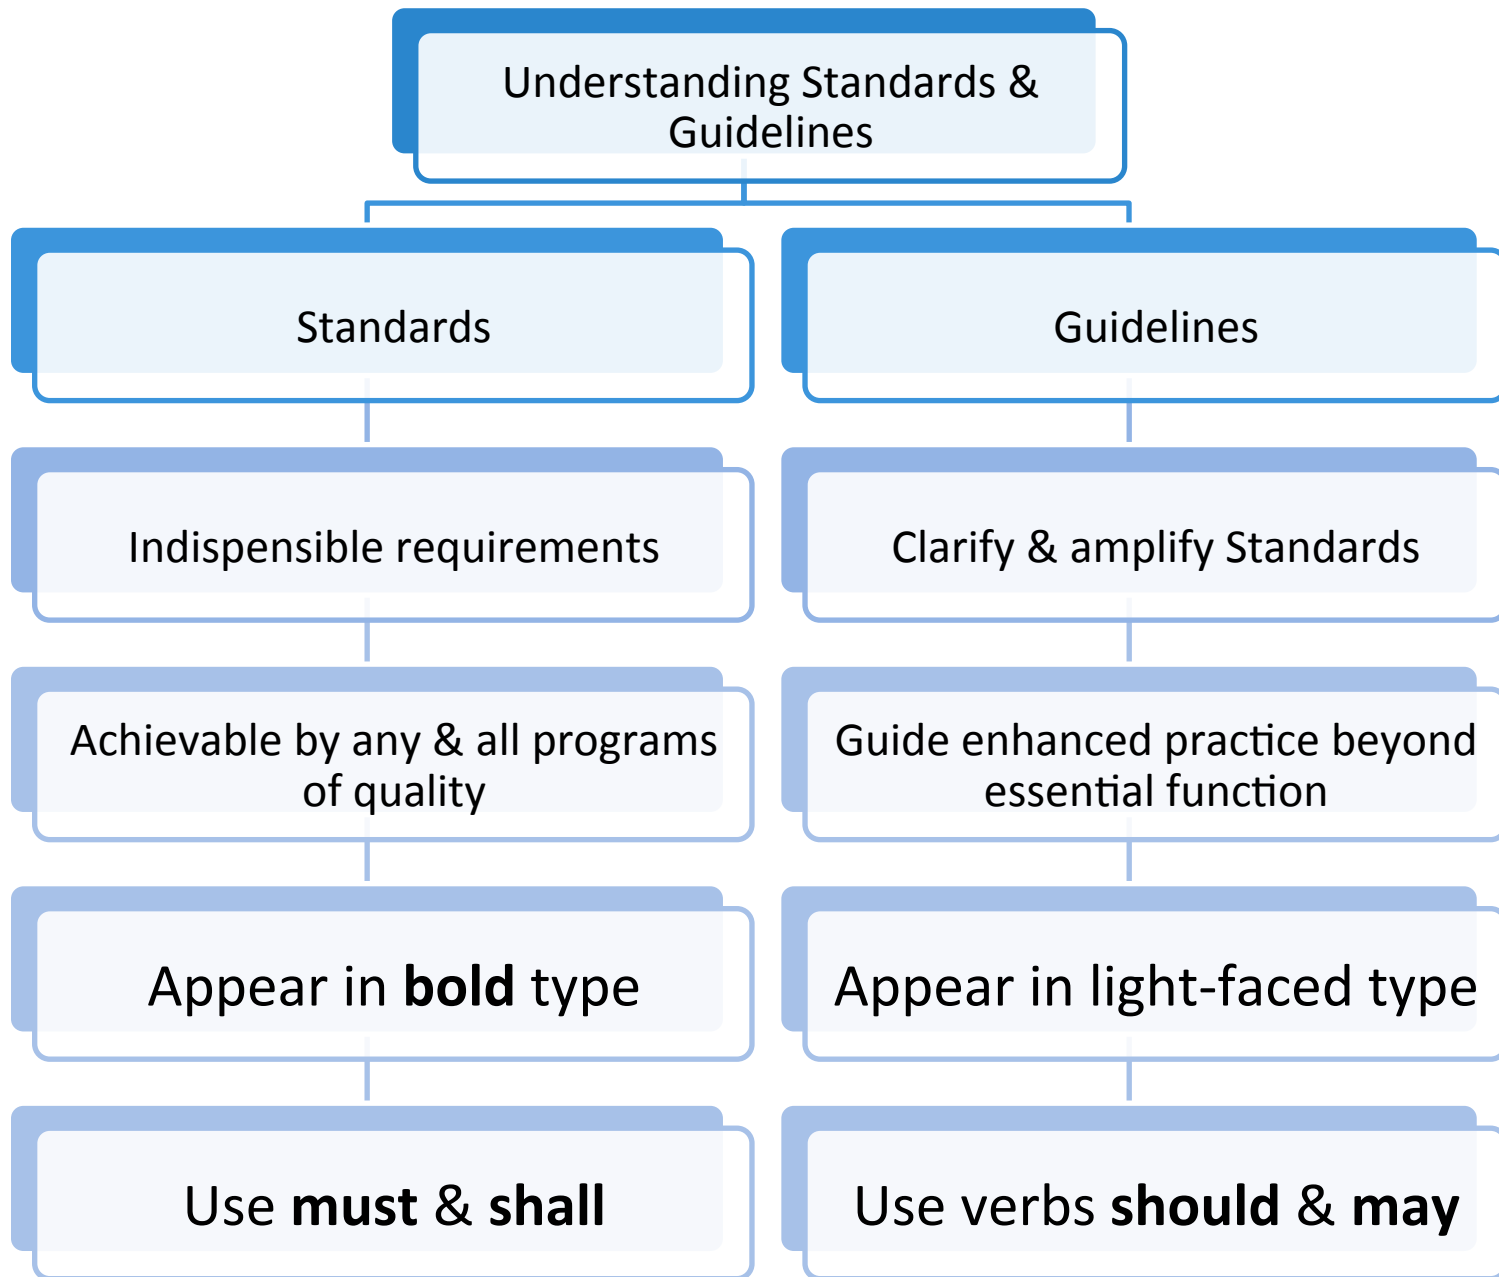 Understanding Standards &
Guidelines
Standards
Indispensible requirements
Achievable by any & all programs
of quality
Appear in bold type
Use must & shall
Guidelines
Clarify & amplify Standards
Guide enhanced practice beyond
essential function
Appear in light-faced type
Use verbs should & may